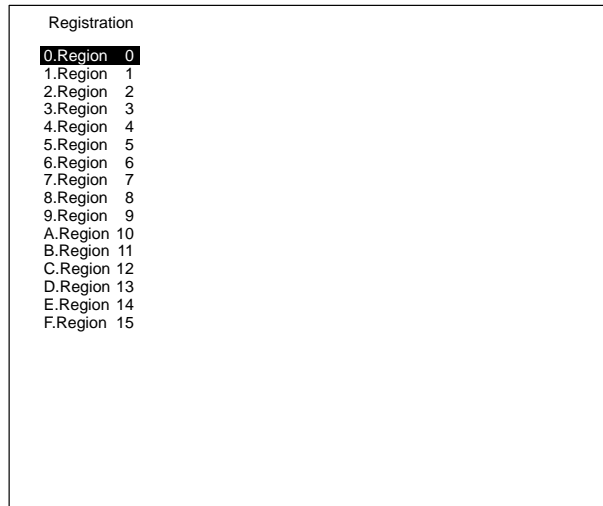 Registration
0.Region 0
1.Region 1
2.Region 2
3.Region 3
4.Region 4
5.Region 5
6.Region 6
7.Region 7
8.Region 8
9.Region 9
A.Region 10
B.Region 11
C.Region 12
D.Region 13
E.Region 14
F.Region 15